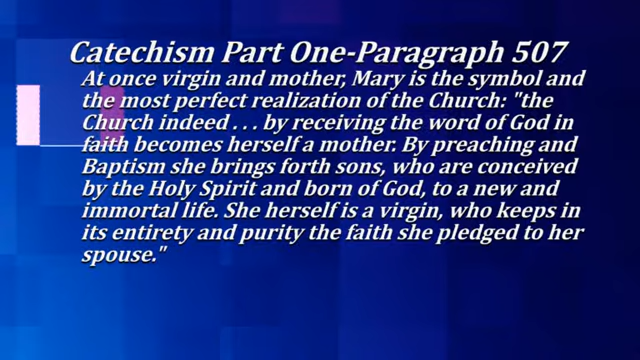 Catechism Part One-Paragraph 507
At once virgin and mother, Mary is the symbol and
the most perfect realization of the Church: "the
Church indeed . . . by receiving the word of God in
faith becomes herself a mother. By preaching and
Baptism she brings forth sons, who are conceived
by the Holy Spirit and born of God, to a new and
immortal life. She herself is a virgin, who keeps in
its entirety and purity the faith she pledged to her
spouse."